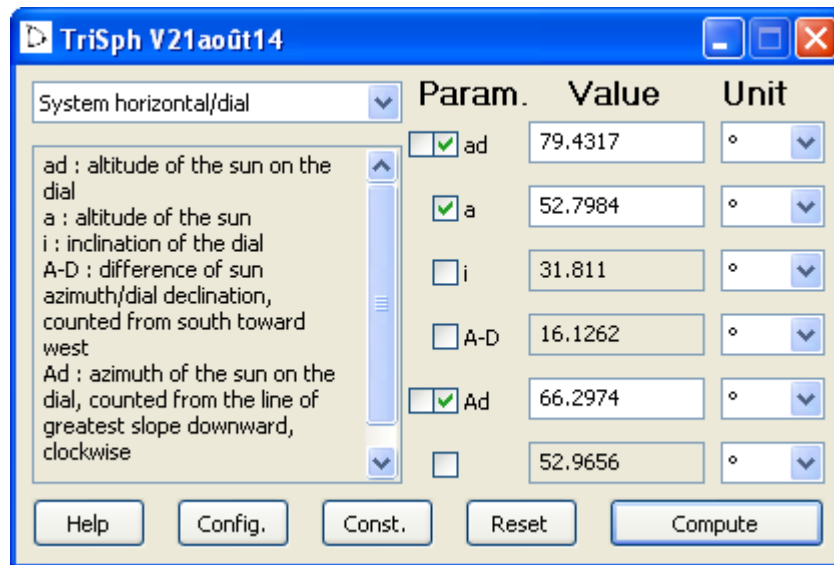 TriSph V21août14
System horizontal/dial
Param. Value Unit
ad : altitude of the sun on the
dial
a : altitude of the sun
i : inclination of the dial
A-D : difference of sun
azimuth/dial declination,
counted from south toward
west
Ad : azimuth of the sun on the
dial, counted from the line of
greatest slope downward,
clockwise
ad 79.4317 °
a 52.7984 °
i 31.811 °
A-D 16.1262 °
Ad 66.2974 °
52.9656 °
Help Config. Const. Reset Compute